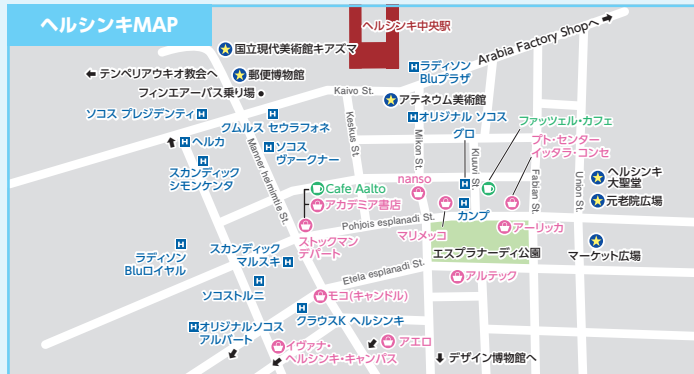 ヘルシンキMAP
ヘルシンキ中央駅
国立現代美術館キアズマ
Arabia Factory Shopへ
ラディソン
Bluプラザ
テンペリアウキオ教会へ
郵便博物館
フィンエアーバス乗り場
Kaivo St.
アテネウム美術館
ソコス プレジデンティ
クムルス セウラフォネ
オリジナル ソコス
ファッツェル・カフェ
ヘルカ
ソコス
ヴァークナー
Keskus St.
Mikon St.
グロ
Kluuvi St.
プト・センター
イッタラ・コンセ
スカンディック
シモンケンタ
Manner heimintie St.
nanso
Fabian St.
Union St.
ヘルシンキ
大聖堂
Cafe Aalto
アカデミア書店
カンプ
元老院広場
Pohjois esplanadi St.
マリメッコ
アーリッカ
ストックマン
デパート
ラディソン
Bluロイヤル
スカンディック
マルスキ
エスプラナーディ公園
マーケット広場
Etela esplanadi St.
アルテック
ソコストルニ
モコ(キャンドル)
クラウスK ヘルシンキ
オリジナルソコス
アルバート
イヴァナ・
ヘルシンキ・キャンパス
アエロ
デザイン博物館へ